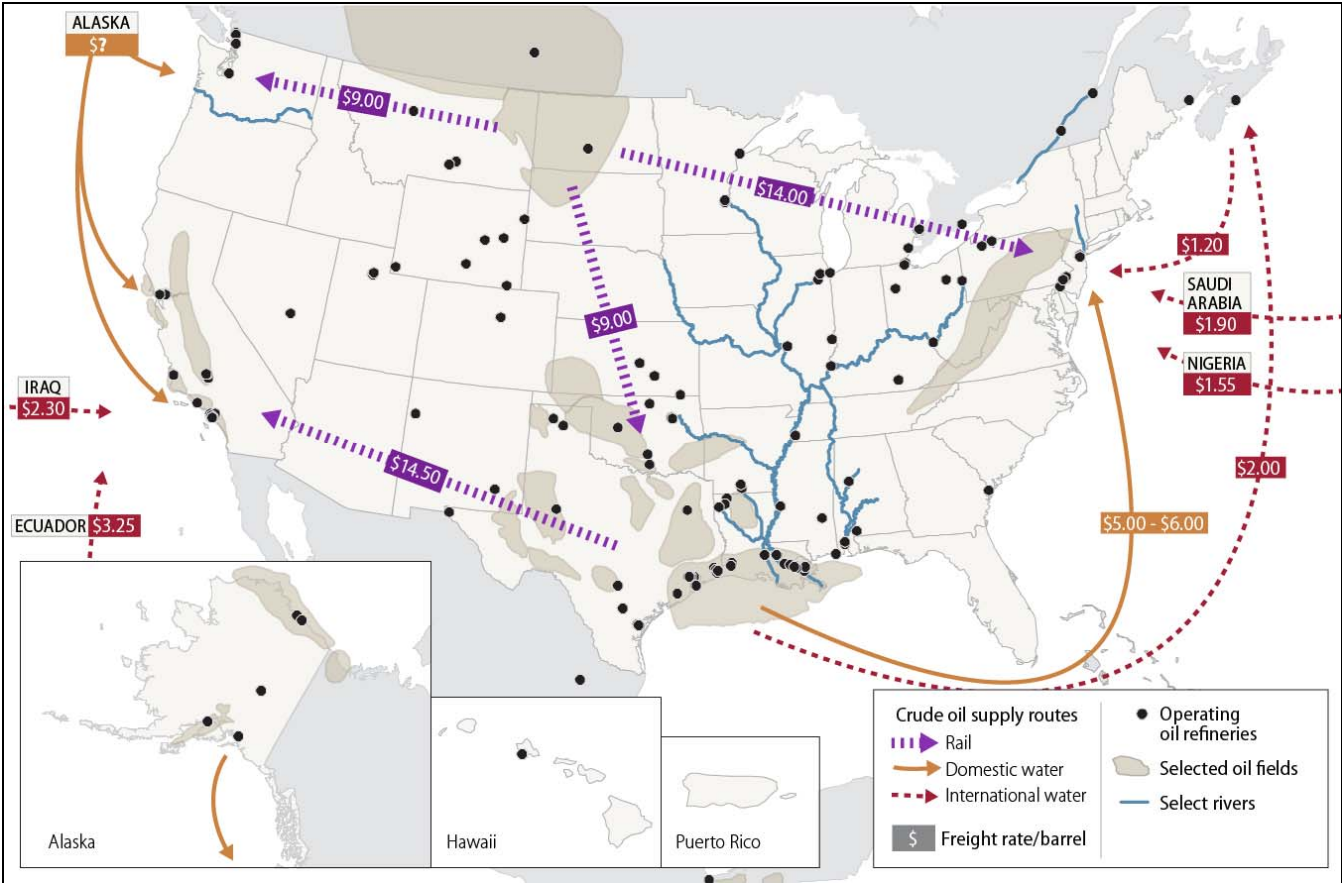 ALASKA
$?
$9.00
$14.00
$1.20
SAUDI
ARABIA
$1.90
$9.00
NIGERIA
$1.55
IRAQ
$2.30
$14.50
$2.00
ECUADOR $3.25
$5.00 - $6.00
Alaska
Hawaii
Puerto Rico
Crude oil supply routes
Rail
Domestic water
International water
$ Freight rate/barrel
Operating
oil refineries
Selected oil fields
Select rivers